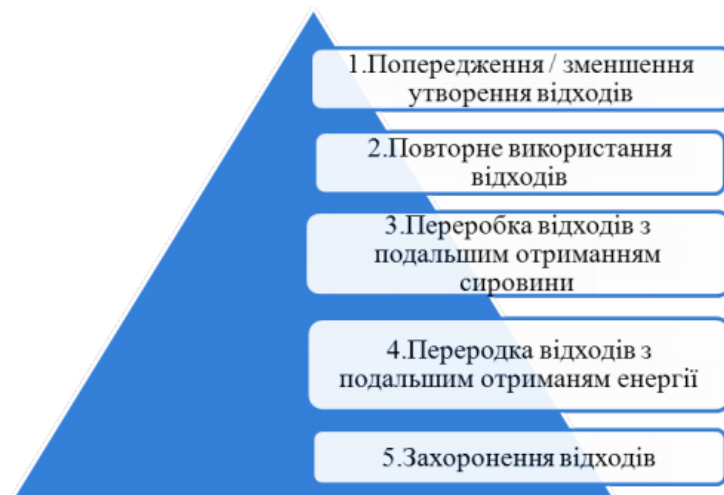 1.Попередження / зменшення
утворення відходів
2.Повторне використання
відходів
3.Переробка відходів з
подальшим отриманням
сировини
4.Переродка відходів з
подальшим отриманям енергії
5.Захоронення відходів